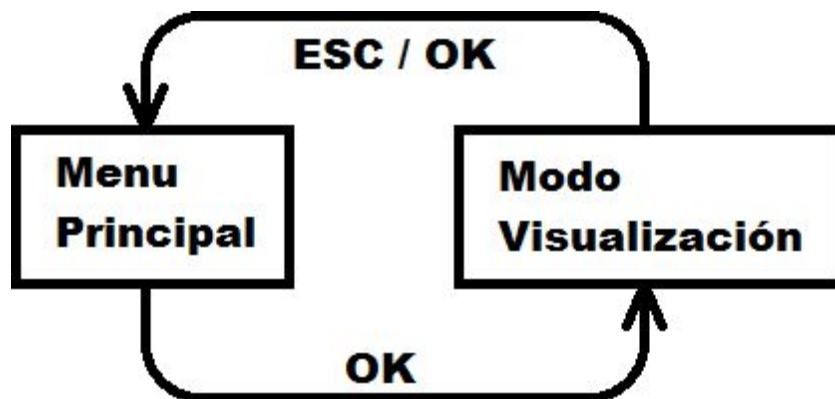 ESC / OK
Menu
Principal
Modo
Visualización
OK